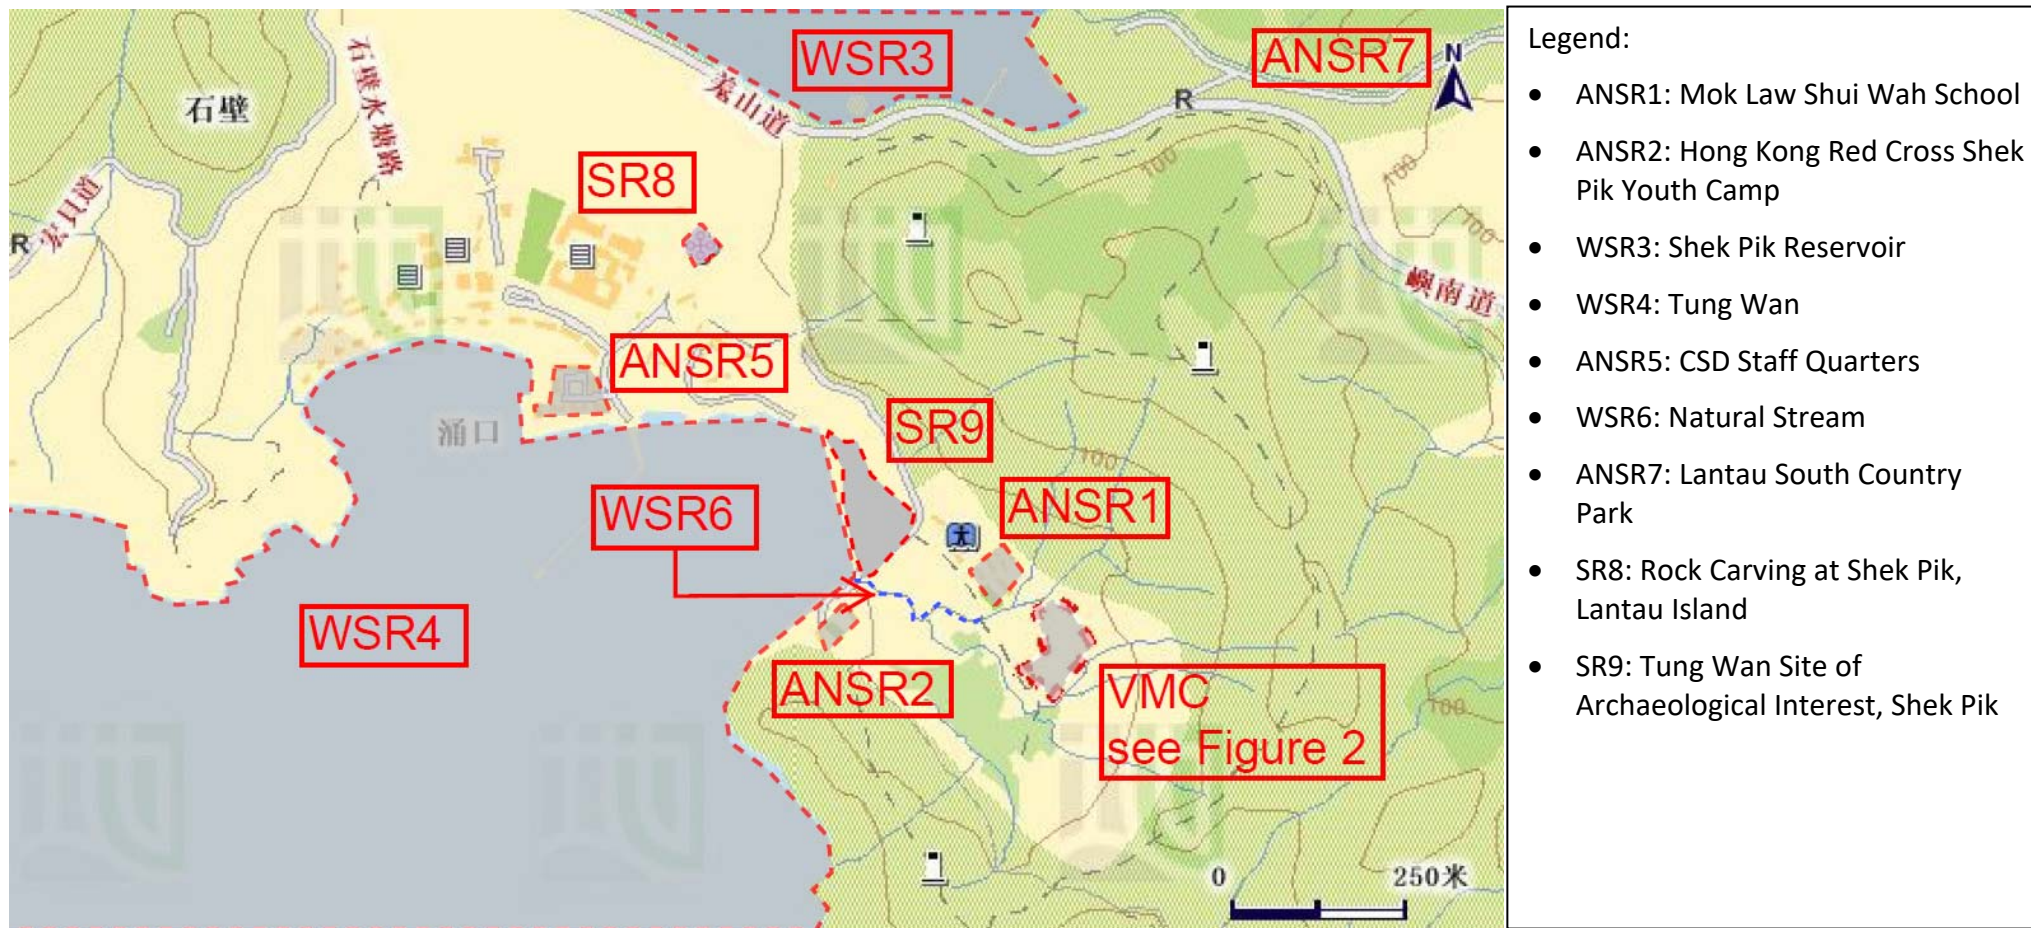 WSR3
ANSR7
N
石壁
石壁水塘路
羗山道
R
SR8
100
100
R
宏貝道
100
嶼南道
ANSR5
涌口
SR9
100
WSR6
ANSR1
WSR4
ANSR2
VMC
see Figure 2
100
0
250米
Legend:
• ANSR1: Mok Law Shui Wah School
• ANSR2: Hong Kong Red Cross Shek
Pik Youth Camp
• WSR3: Shek Pik Reservoir
• WSR4: Tung Wan
• ANSR5: CSD Staff Quarters
• WSR6: Natural Stream
• ANSR7: Lantau South Country
Park
• SR8: Rock Carving at Shek Pik,
Lantau Island
• SR9: Tung Wan Site of
Archaeological Interest, Shek Pik